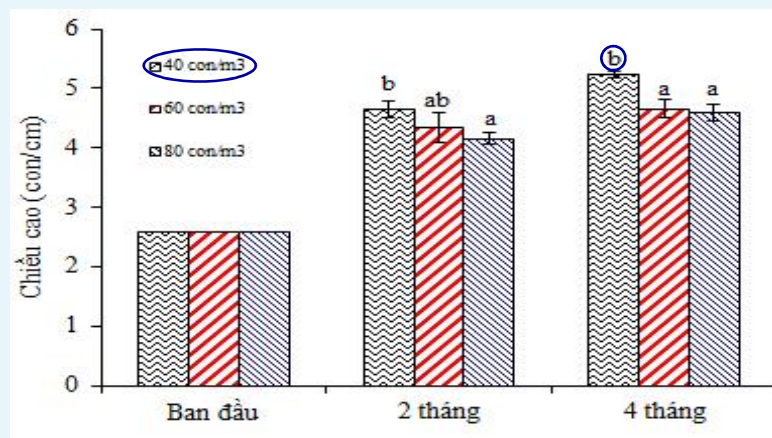 6
5
4
3
2
1
0
Chiều cao (con/cm)
40 con/m3
60 con/m3
80 con/m3
b
ab
a
b
a
a
Ban đầu
2 tháng
4 tháng